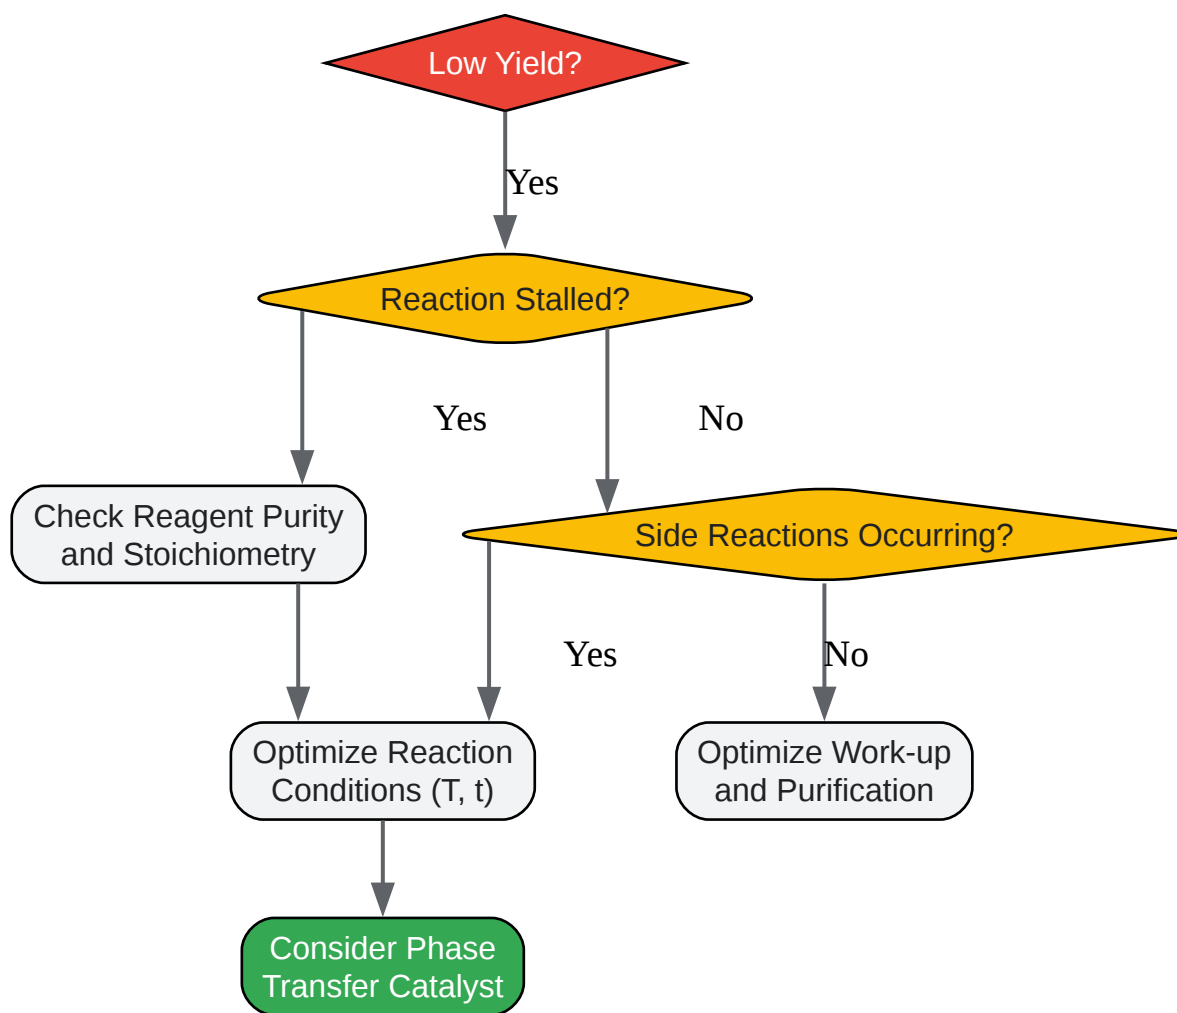 Low Yield?
Yes
Reaction Stalled?
Yes
No
Check Reagent Purity
and Stoichiometry
Side Reactions Occurring?
Yes
No
Optimize Reaction
Conditions (T, t)
Optimize Work-up
and Purification
Consider Phase
Transfer Catalyst